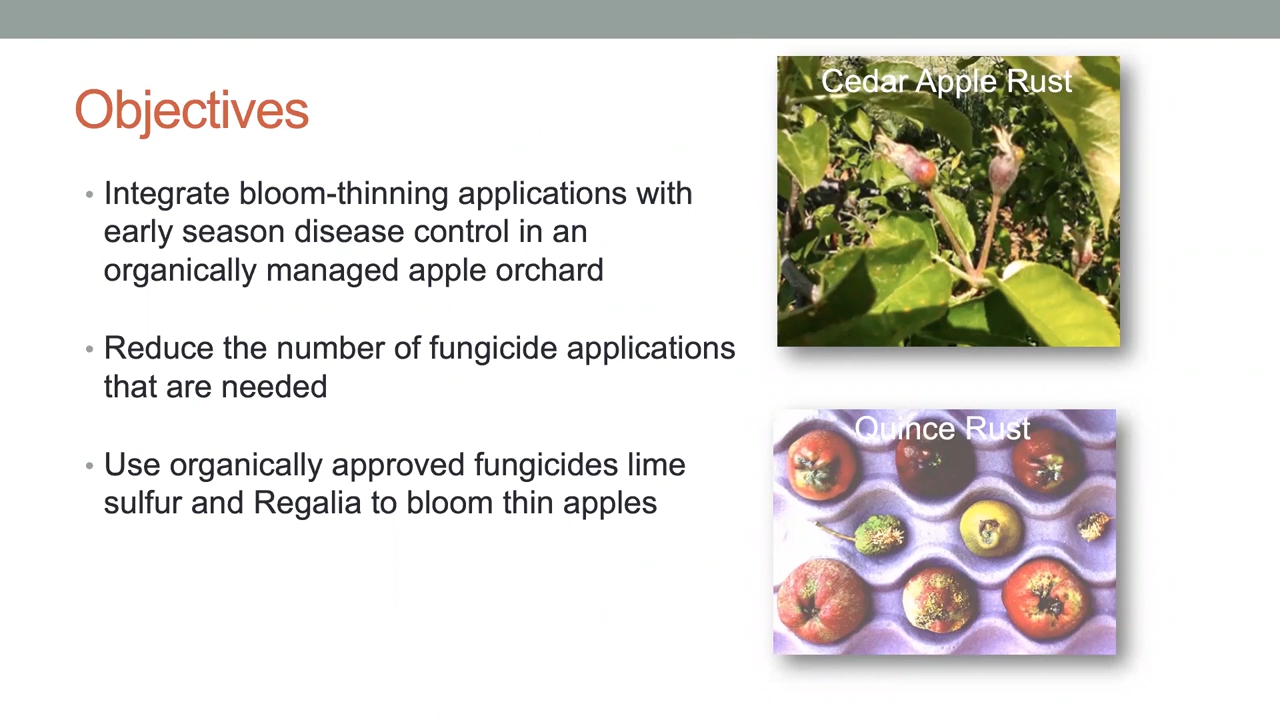 Objectives
• Integrate bloom-thinning applications with
early season disease control in an
organically managed apple orchard
• Reduce the number of fungicide applications
that are needed
• Use organically approved fungicides lime
sulfur and Regalia to bloom thin apples
Cedar Apple Rust
Quince Rust